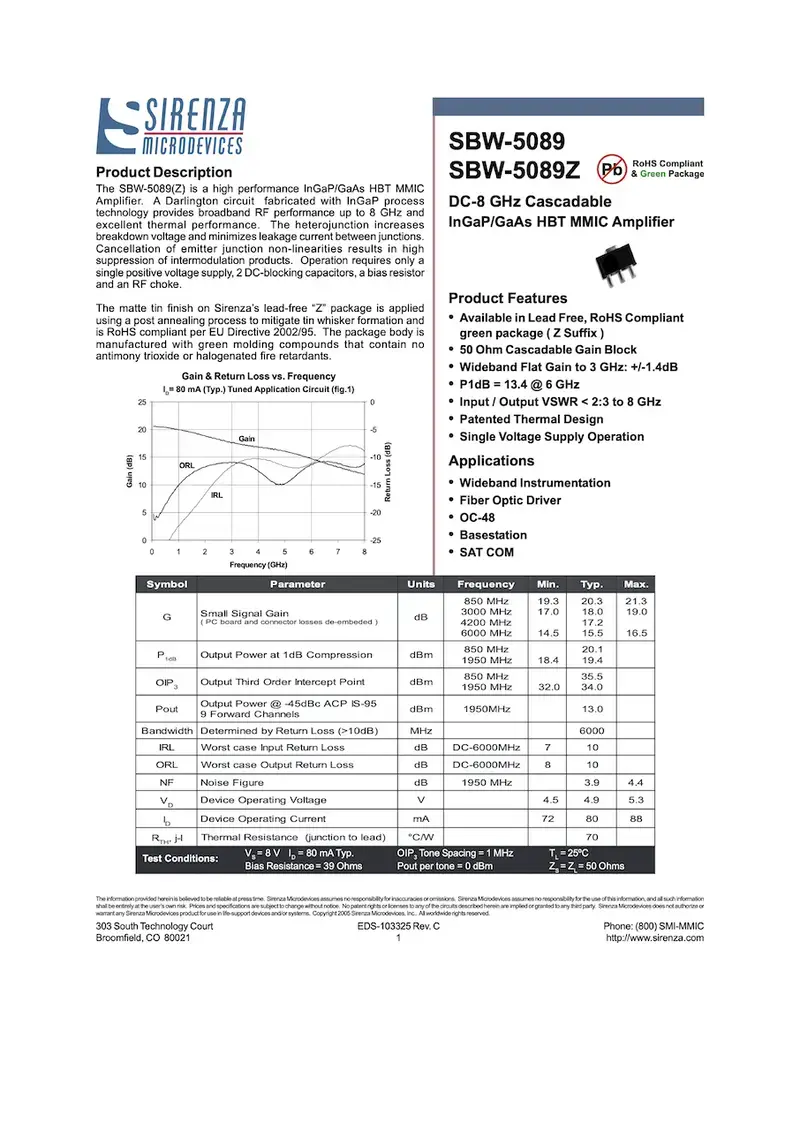 SIRENZA
MICRODEVICES
Product Description
The SBW-5089(Z) is a high performance InGaP/GaAs HBT MMIC
Amplifier. A Darlington circuit fabricated with InGaP process
technology provides broadband RF performance up to 8 GHz and
excellent thermal performance. The heterojunction increases
breakdown voltage and minimizes leakage current between junctions.
Cancellation of emitter junction non-linearities results in high
suppression of intermodulation products. Operation requires only a
single positive voltage supply, 2 DC-blocking capacitors, a bias resistor
and an RF choke.
The matte tin finish on Sirenza's lead-free “Z” package is applied
using a post annealing process to mitigate tin whisker formation and
is RoHS compliant per EU Directive 2002/95. The package body is
manufactured with green molding compounds that contain no
antimony trioxide or halogenated fire retardants.
Gain & Return Loss vs. Frequency
I_D= 80 mA (Typ.) Tuned Application Circuit (fig.1)
25 0
20 -5
15 -10
10 -15
5 -20
0 -25
Gain (dB)
Return Loss (dB)
Gain
ORL
IRL
0 1 2 3 4 5 6 7 8
Frequency (GHz)
SBW-5089
SBW-5089Z
Pb
RoHS Compliant
& Green Package
DC-8 GHz Cascadable
InGaP/GaAs HBT MMIC Amplifier
Product Features
• Available in Lead Free, RoHS Compliant
green package ( Z Suffix )
• 50 Ohm Cascadable Gain Block
• Wideband Flat Gain to 3 GHz: +/-1.4dB
• P1dB = 13.4 @ 6 GHz
• Input / Output VSWR < 2:3 to 8 GHz
• Patented Thermal Design
• Single Voltage Supply Operation
Applications
• Wideband Instrumentation
• Fiber Optic Driver
• OC-48
• Basestation
• SAT COM
Symbol Parameter Units Frequency Min. Typ. Max.
G Small Signal Gain ( PC board and connector losses de-embeded ) dB
850 MHz 19.3 20.3 21.3
3000 MHz 17.0 18.0 19.0
4200 MHz 17.2
6000 MHz 14.5 15.5 16.5
P1dB Output Power at 1dB Compression dBm
850 MHz 20.1
1950 MHz 18.4 19.4
OIP3 Output Third Order Intercept Point dBm
850 MHz 35.5
1950 MHz 32.0 34.0
Pout Output Power @ -45dBc ACP IS-95
9 Forward Channels dBm 1950MHz 13.0
Bandwidth Determined by Return Loss (>10dB) MHz 6000
IRL Worst case Input Return Loss dB DC-6000MHz 7 10
ORL Worst case Output Return Loss dB DC-6000MHz 8 10
NF Noise Figure dB 1950 MHz 3.9 4.4
V_D Device Operating Voltage V 4.5 4.9 5.3
I_D Device Operating Current mA 72 80 88
R_TH, j-l Thermal Resistance (junction to lead) °C/W 70
Test Conditions:
V_S = 8 V I_D = 80 mA Typ. OIP3 Tone Spacing = 1 MHz T_L = 25ºC
Bias Resistance = 39 Ohms Pout per tone = 0 dBm Z_S = Z_L = 50 Ohms
The information provided herein is believed to be reliable at press time. Sirenza Microdevices assumes no responsibility for inaccuracies or omissions. Sirenza Microdevices assumes no responsibility for the use of this information, and all such information
shall be entirely at the user's own risk. Prices and specifications are subject to change without notice. No patent rights or licenses to any of the circuits described herein are implied or granted to any third party. Sirenza Microdevices does not authorize or
warrant any Sirenza Microdevices product for use in life-support devices and/or systems. Copyright 2005 Sirenza Microdevices, Inc.. All worldwide rights reserved.
303 South Technology Court EDS-103325 Rev. C Phone: (800) SMI-MMIC
Broomfield, CO 80021 1 http://www.sirenza.com